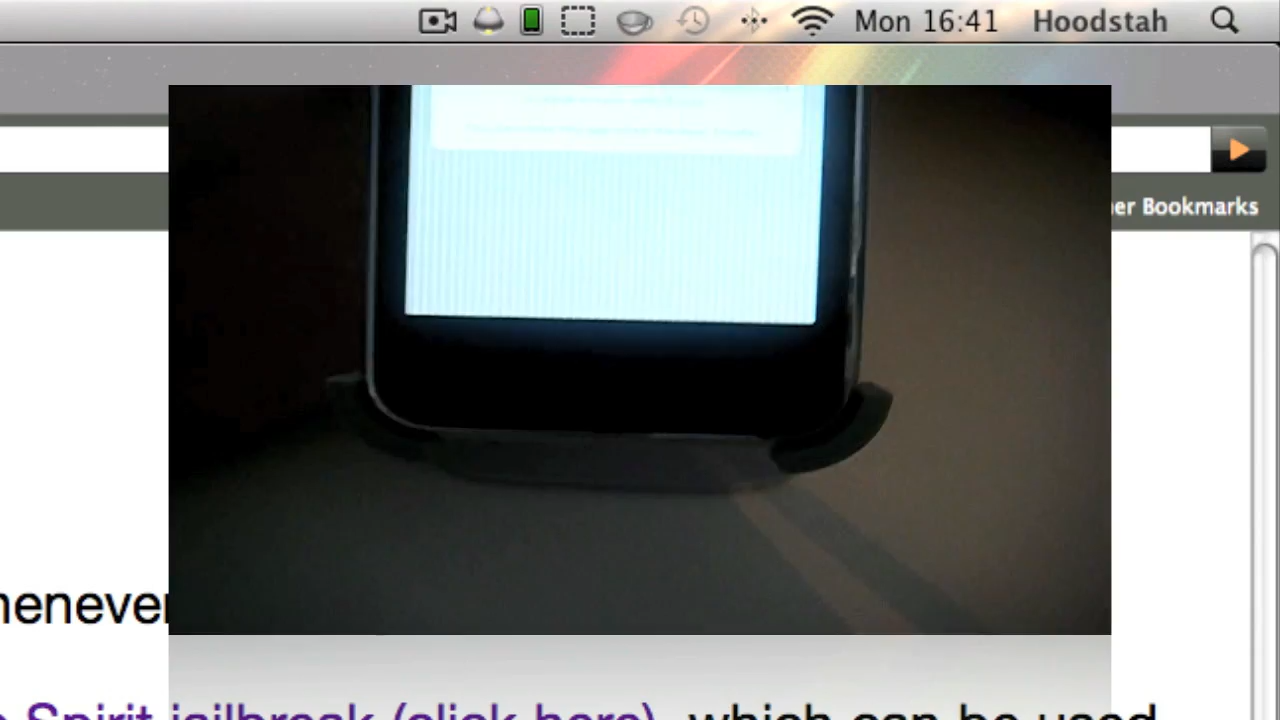 Mon 16:41 Hoodstah
er Bookmarks
henever
Spirit jailbreak (click here), which can be used